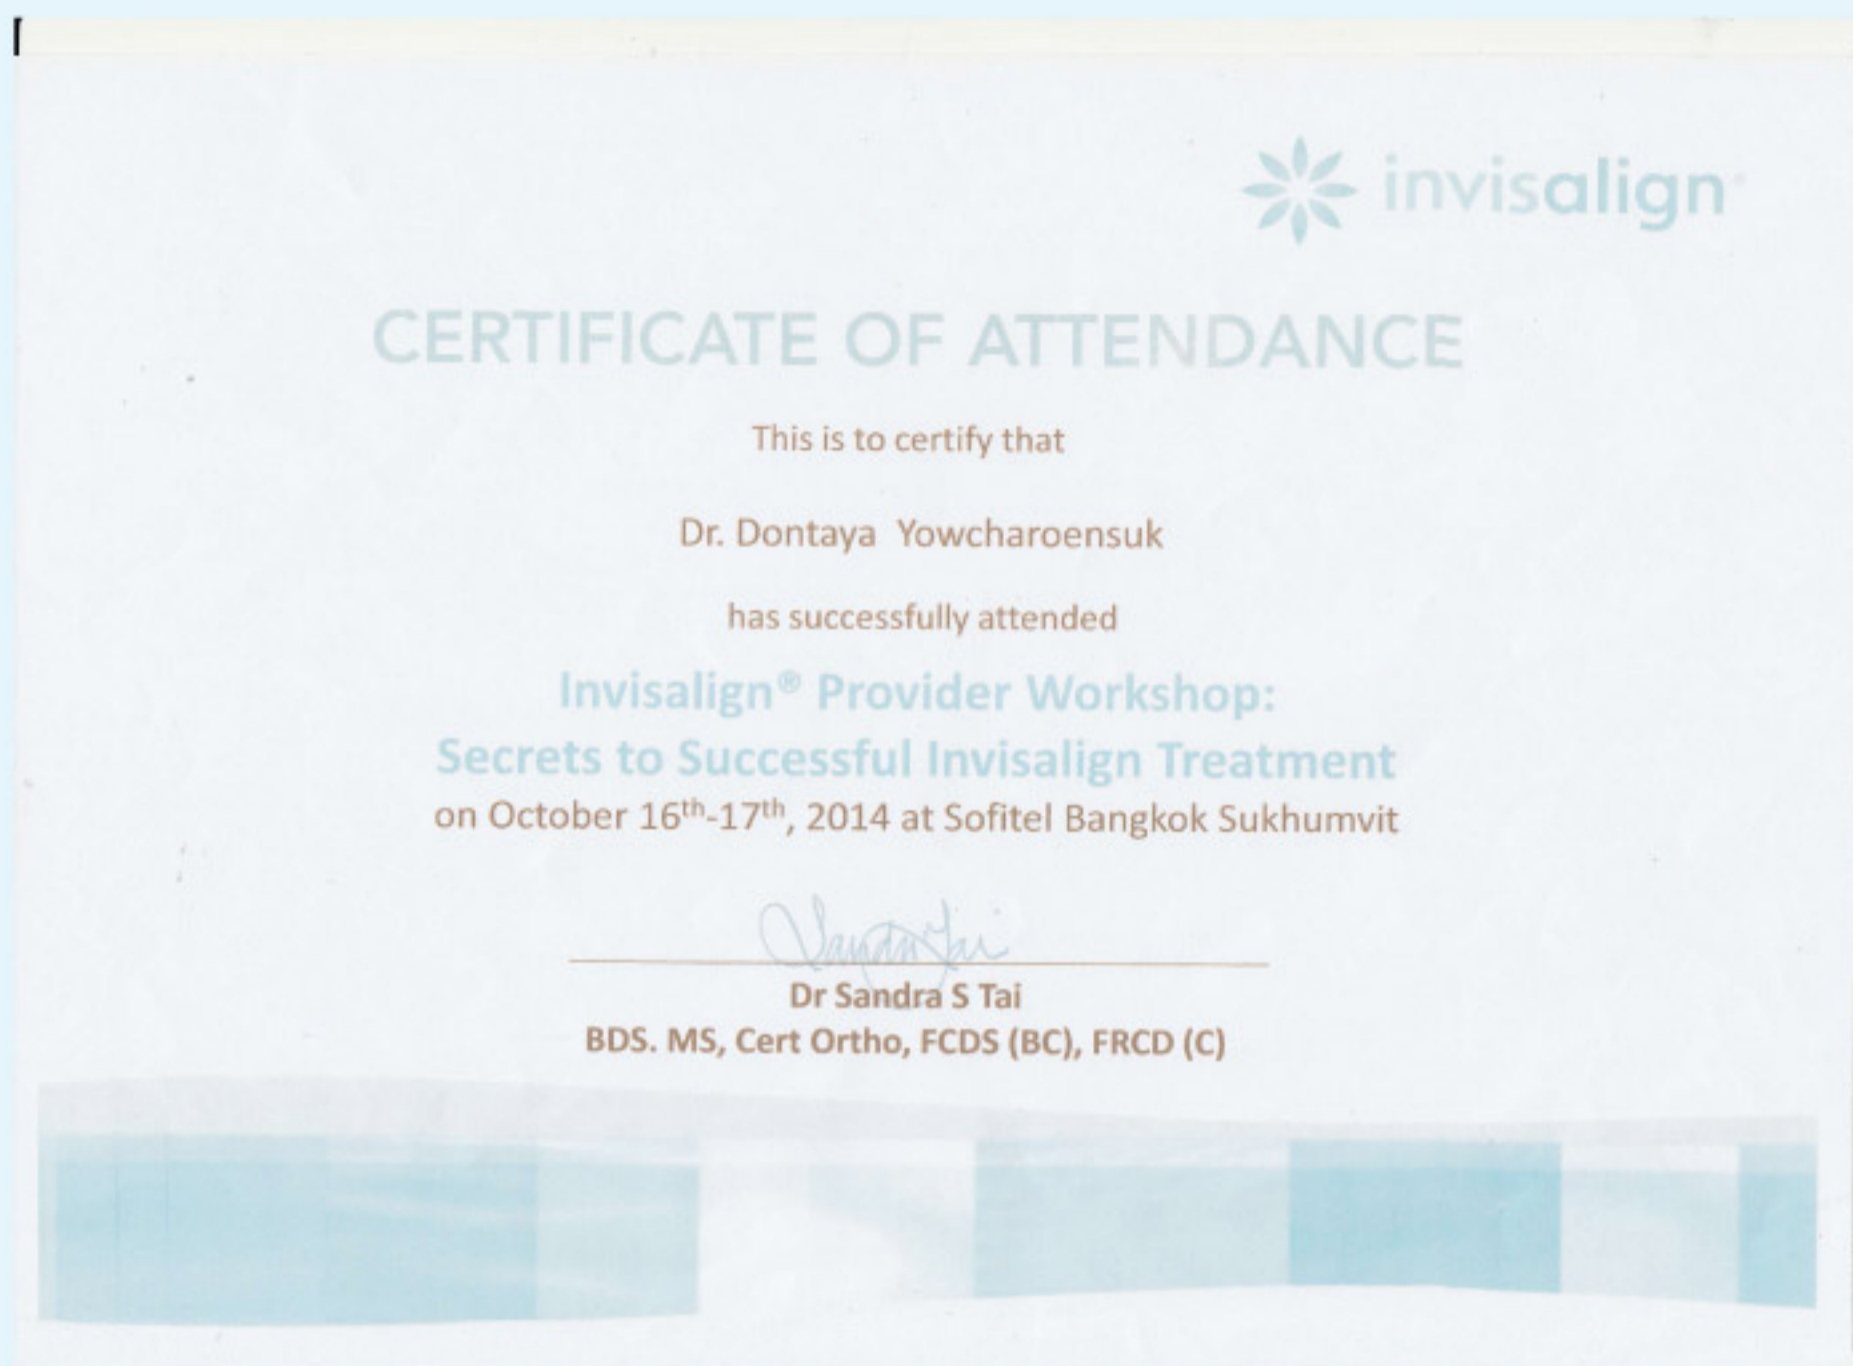 invisalign
CERTIFICATE OF ATTENDANCE
This is to certify that
Dr. Dontaya Yowcharoensuk
has successfully attended
Invisalign® Provider Workshop:
Secrets to Successful Invisalign Treatment
on October 16th-17th, 2014 at Sofitel Bangkok Sukhumvit
Sandra Tai
Dr Sandra S Tai
BDS. MS, Cert Ortho, FCDS (BC), FRCD (C)